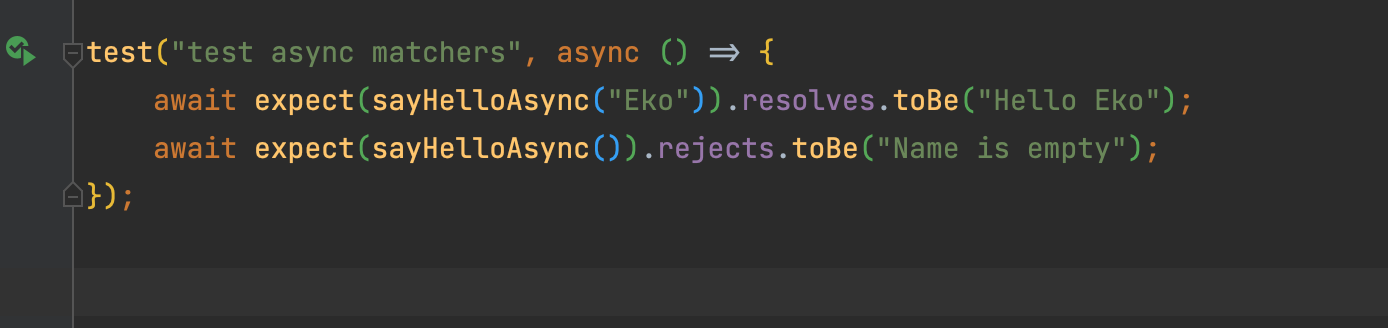 test("test async matchers", async () => {
    await expect(sayHelloAsync("Eko")).resolves.toBe("Hello Eko");
    await expect(sayHelloAsync()).rejects.toBe("Name is empty");
});